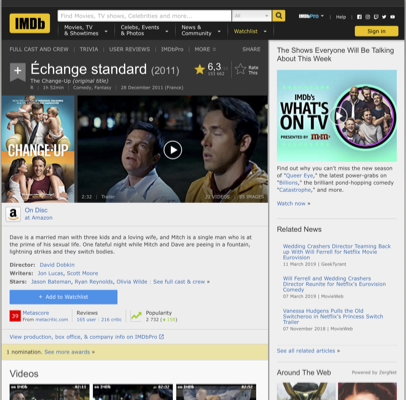 IMDb
Find Movies, TV shows, Celebrities and more...
All
IMDbPro
Help
Movies, TV
& Showtimes
Celebs, Events
& Photos
News &
Community
Watchlist
Sign in
FULL CAST AND CREW | TRIVIA | USER REVIEWS | IMDbPro | MORE
SHARE
Échange standard (2011)
The Change-Up (original title)
R | 1h 52min | Comedy, Fantasy | 28 December 2011 (France)
6,3
/10
Rate
This
CHANGE-UP
2:32 | Trailer
On Disc
at Amazon
Dave is a married man with three kids and a loving wife, and Mitch is a single man who is at
the prime of his sexual life. One fateful night while Mitch and Dave are peeing in a fountain,
lightning strikes and they switch bodies.
Director: David Dobkin
Writers: Jon Lucas, Scott Moore
Stars: Jason Bateman, Ryan Reynolds, Olivia Wilde | See full cast & crew »
+ Add to Watchlist
39
Metascore
From metacritic.com
Reviews
165 user | 216 critic
Popularity
View production, box office, & company info on IMDbPro
1 nomination. See more awards »
Videos
The Shows Everyone Will Be Talking
About This Week
IMDb's
WHAT'S
ON TV
PRESENTED BY
Find out why you can't miss the new season
of "Queer Eye," the latest power-grabs on
"Billions," the brilliant pond-hopping comedy
"Catastrophe," and more.
Watch now »
Related News
Wedding Crashers Director Teaming Back
up With Will Ferrell for Netflix Movie
Eurovision
11 March 2019 | GeekTyrant
Will Ferrell and Wedding Crashers
Director Reunite for Netflix's
Eurovision Comedy
07 March 2019 | MovieWeb
Vanessa Hudgens Pulls the Old
Switcheroo in Netflix's Princess Switch
Trailer
07 November 2018 | MovieWeb
See all related articles »
Around The Web
Powered by ZergNet